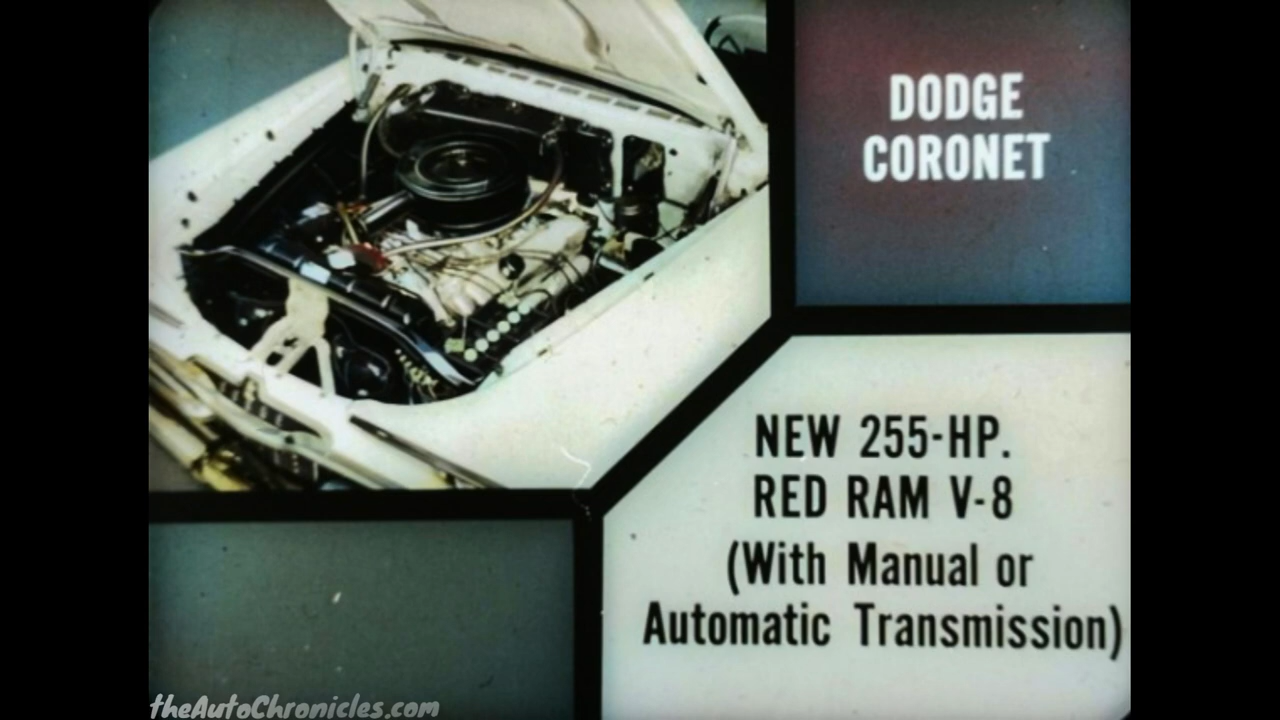 DODGE
CORONET
NEW 255-HP.
RED RAM V-8
(With Manual or
Automatic Transmission)
theAutoChronicles.com